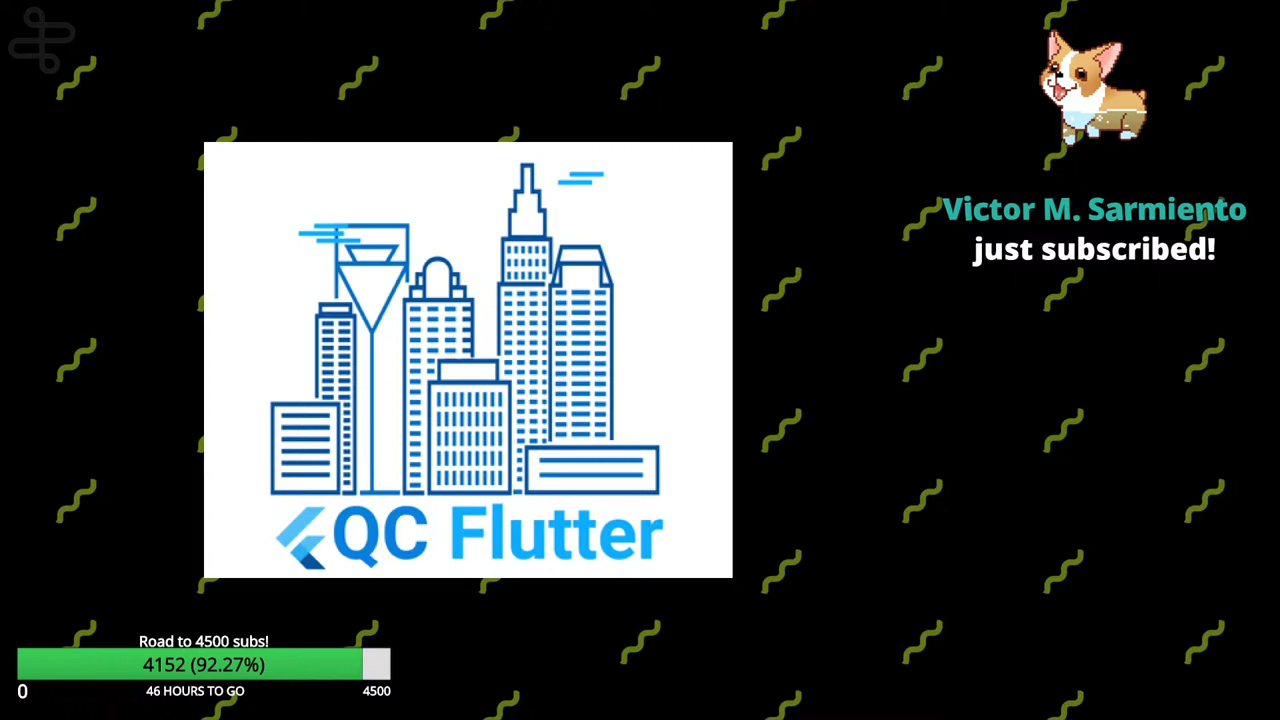 Victor M. Sarmiento
just subscribed!
QC Flutter
Road to 4500 subs!
4152 (92.27%)
0
46 HOURS TO GO
4500